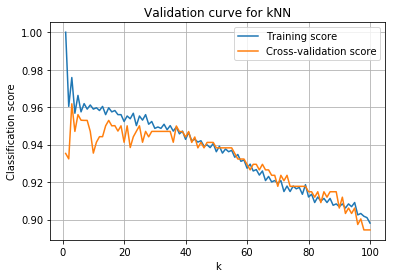 Validation curve for kNN
Training score
Cross-validation score
Classification score
1.00
0.98
0.96
0.94
0.92
0.90
0
20
40
60
80
100
k